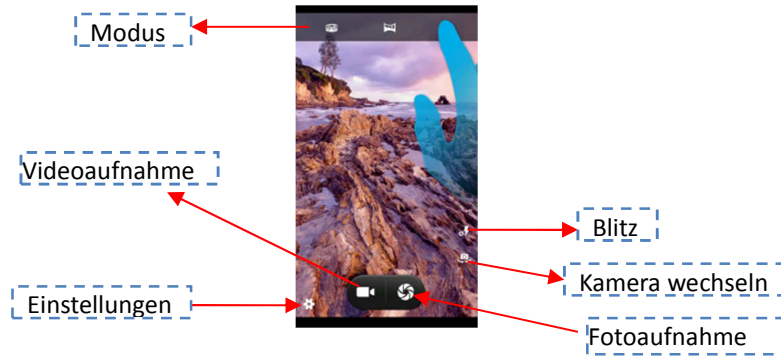 Modus
Videoaufnahme
Blitz
Kamera wechseln
Einstellungen
Fotoaufnahme